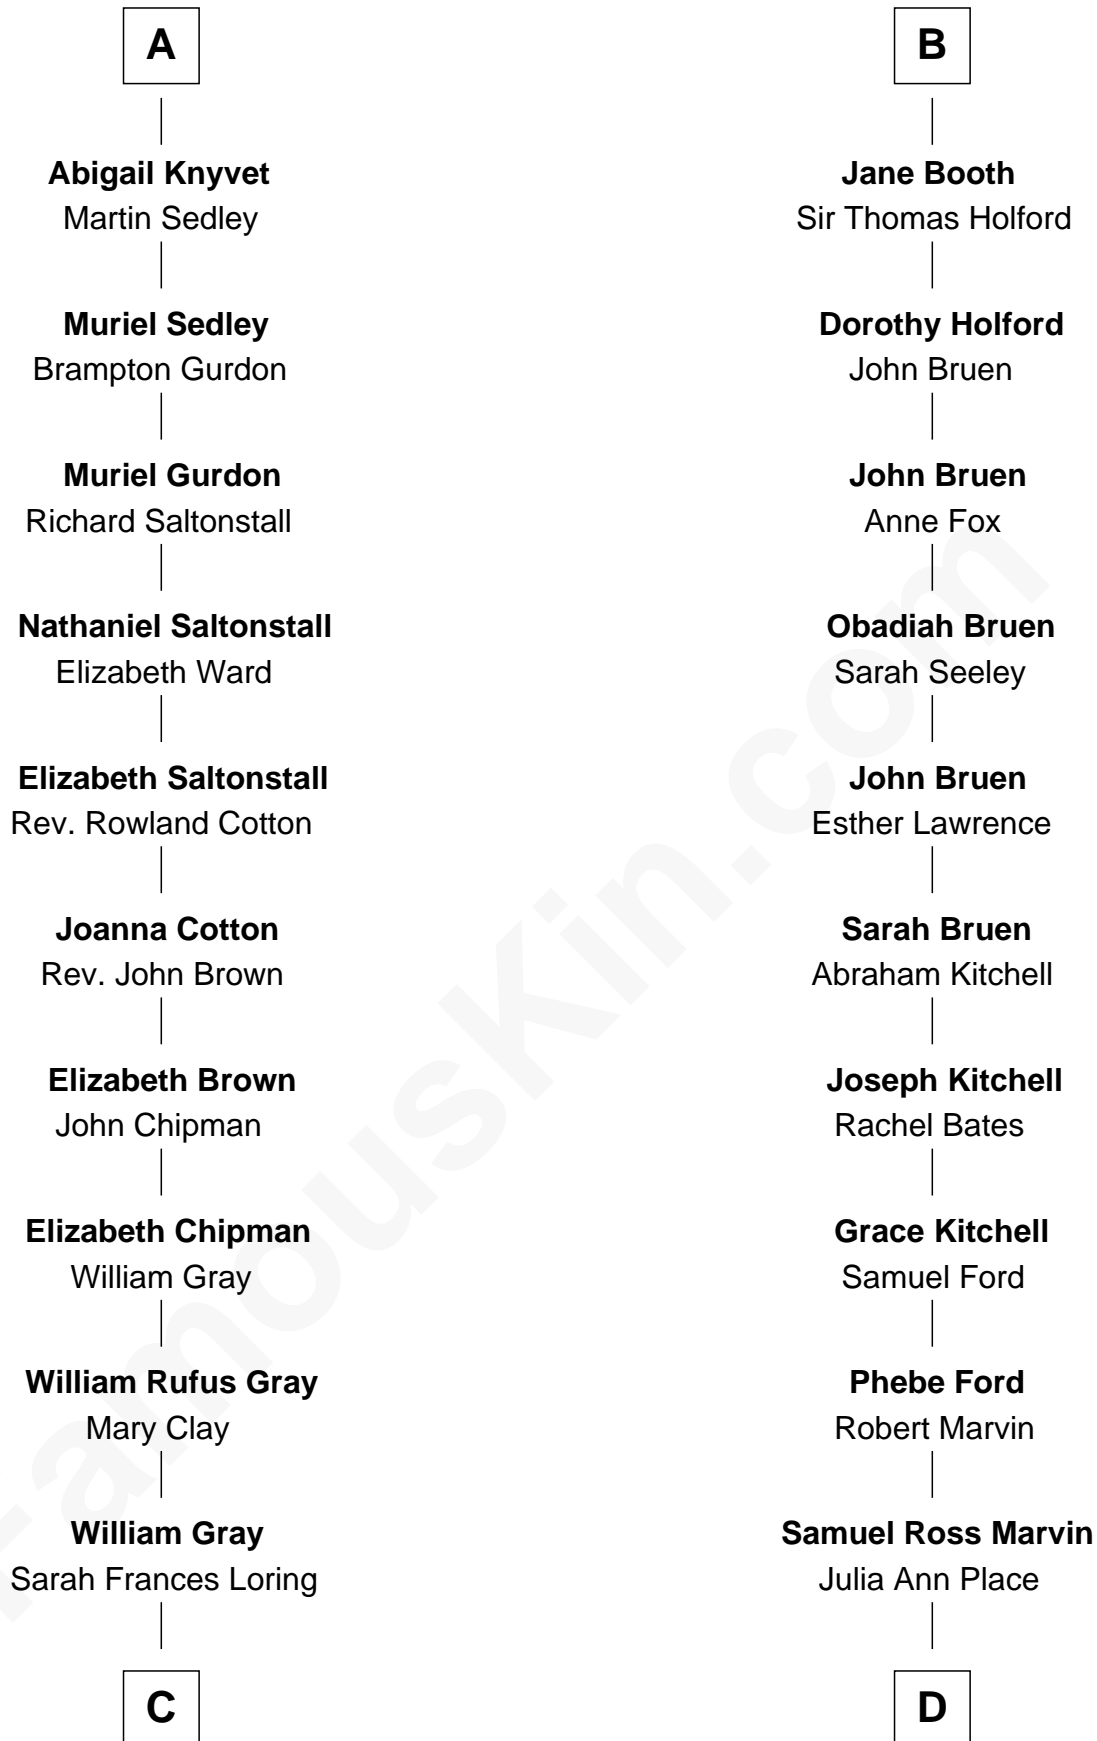 A
Abigail Knyvet
Martin Sedley
Muriel Sedley
Brampton Gurdon
Muriel Gurdon
Richard Saltonstall
Nathaniel Saltonstall
Elizabeth Ward
Elizabeth Saltonstall
Rev. Rowland Cotton
Joanna Cotton
Rev. John Brown
Elizabeth Brown
John Chipman
Elizabeth Chipman
William Gray
William Rufus Gray
Mary Clay
William Gray
Sarah Frances Loring
C
B
Jane Booth
Sir Thomas Holford
Dorothy Holford
John Bruen
John Bruen
Anne Fox
Obadiah Bruen
Sarah Seeley
John Bruen
Esther Lawrence
Sarah Bruen
Abraham Kitchell
Joseph Kitchell
Rachel Bates
Grace Kitchell
Samuel Ford
Phebe Ford
Robert Marvin
Samuel Ross Marvin
Julia Ann Place
D
FamousKin.com